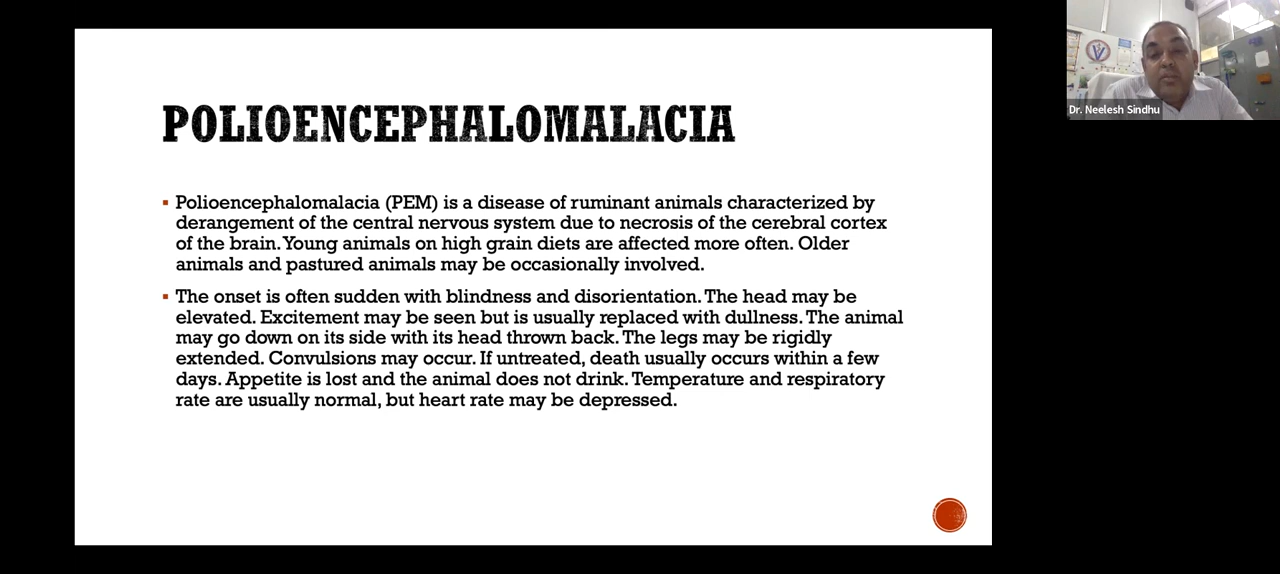 POLIOENCEPHALOMALACIA
Polioencephalomalacia (PEM) is a disease of ruminant animals characterized by
derangement of the central nervous system due to necrosis of the cerebral cortex
of the brain. Young animals on high grain diets are affected more often. Older
animals and pastured animals may be occasionally involved.
The onset is often sudden with blindness and disorientation. The head may be
elevated. Excitement may be seen but is usually replaced with dullness. The animal
may go down on its side with its head thrown back. The legs may be rigidly
extended. Convulsions may occur. If untreated, death usually occurs within a few
days. Appetite is lost and the animal does not drink. Temperature and respiratory
rate are usually normal, but heart rate may be depressed.
Dr. Neelesh Sindhu